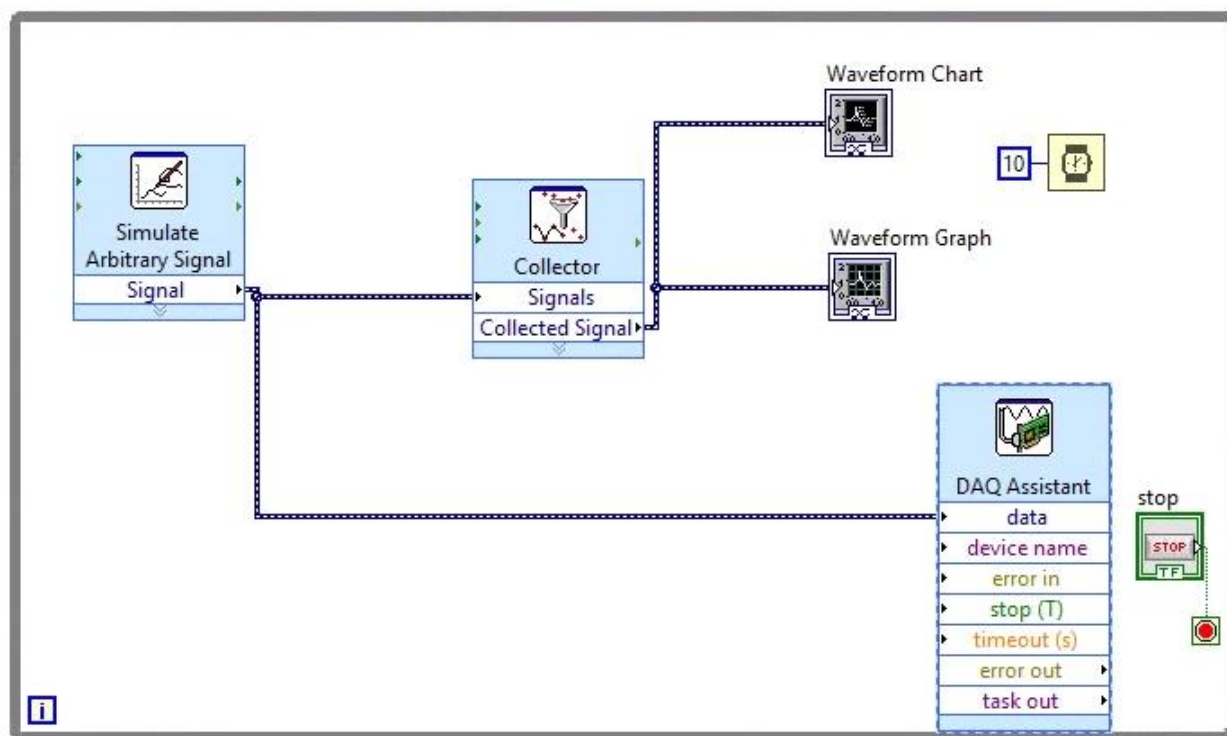 Waveform Chart
10
Simulate
Arbitrary Signal
Signal
Collector
Signals
Collected Signal
Waveform Graph
DAQ Assistant
data
device name
error in
stop (T)
timeout (s)
error out
task out
stop
STOP
TF
i